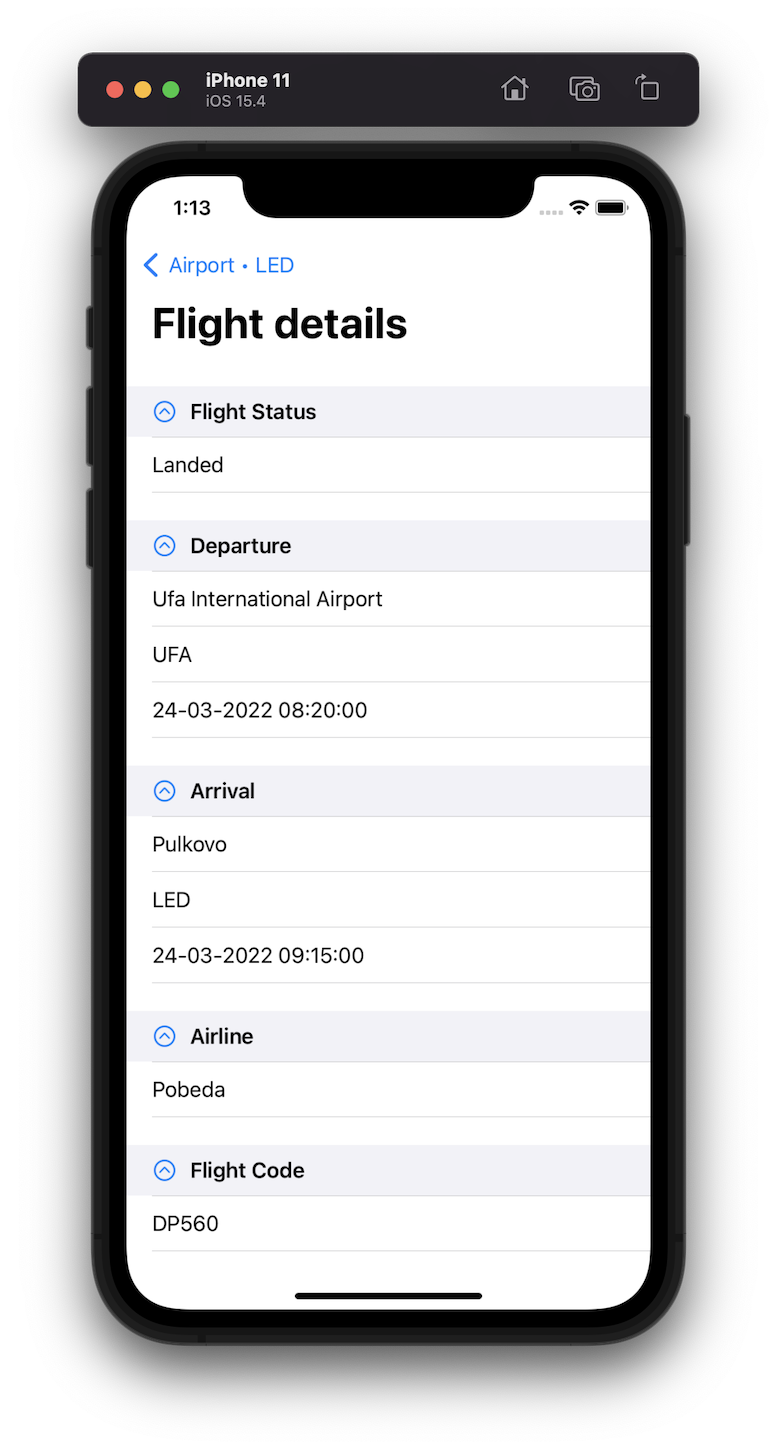 iPhone 11
iOS 15.4
1:13
Airport • LED
Flight details
Flight Status
Landed
Departure
Ufa International Airport
UFA
24-03-2022 08:20:00
Arrival
Pulkovo
LED
24-03-2022 09:15:00
Airline
Pobeda
Flight Code
DP560